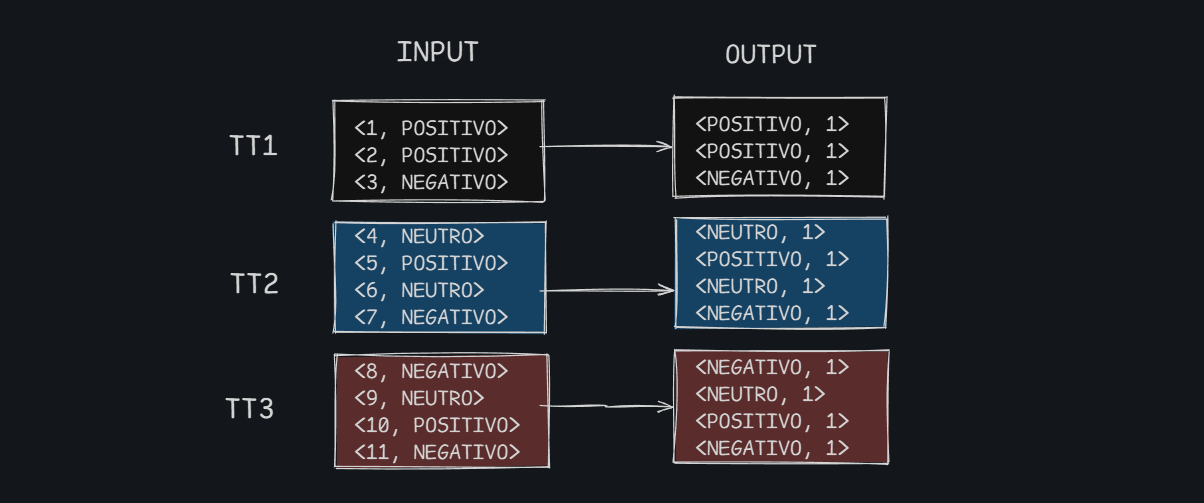 INPUT
OUTPUT
TT1
<1, POSITIVO>
<2, POSITIVO>
<3, NEGATIVO>
<POSITIVO, 1>
<POSITIVO, 1>
<NEGATIVO, 1>
TT2
<4, NEUTRO>
<5, POSITIVO>
<6, NEUTRO>
<7, NEGATIVO>
<NEUTRO, 1>
<POSITIVO, 1>
<NEUTRO, 1>
<NEGATIVO, 1>
TT3
<8, NEGATIVO>
<9, NEUTRO>
<10, POSITIVO>
<11, NEGATIVO>
<NEGATIVO, 1>
<NEUTRO, 1>
<POSITIVO, 1>
<NEGATIVO, 1>